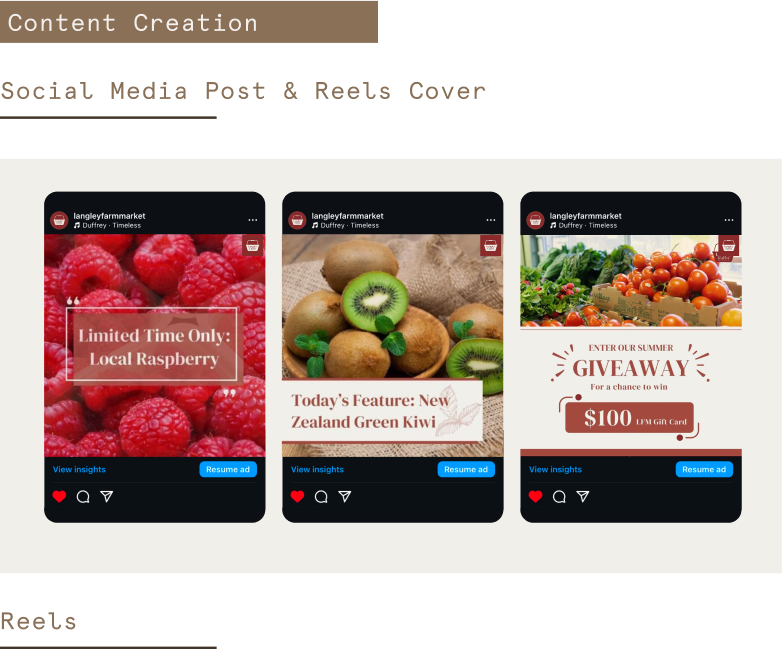 Content Creation
Social Media Post & Reels Cover
langleyfarmmarket
Duffrey · Timeless
Limited Time Only:
Local Raspberry
View insights
Resume ad
langleyfarmmarket
Duffrey · Timeless
Today's Feature: New
Zealand Green Kiwi
View insights
Resume ad
langleyfarmmarket
Duffrey · Timeless
ENTER OUR SUMMER
GIVEAWAY
For a chance to win
$100 LFM Gift Card
View insights
Resume ad
Reels